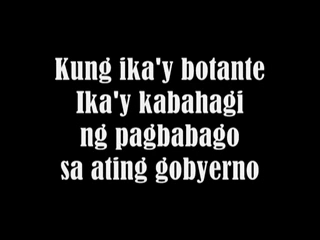 Kung ika'y botante
Ika'y kabahagi
ng pagbabago
sa ating gobyerno